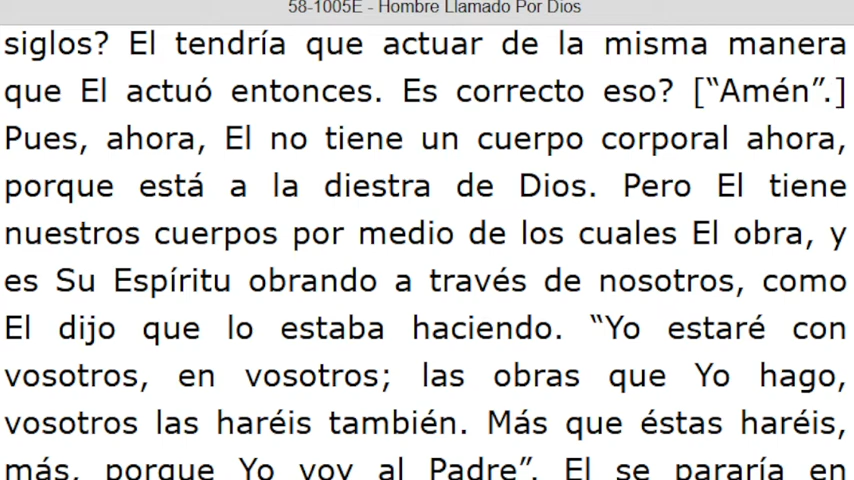 58-1005E - Hombre Llamado Por Dios
siglos? El tendría que actuar de la misma manera
que El actuó entonces. Es correcto eso? [“Amén”.]
Pues, ahora, El no tiene un cuerpo corporal ahora,
porque está a la diestra de Dios. Pero El tiene
nuestros cuerpos por medio de los cuales El obra, y
es Su Espíritu obrando a través de nosotros, como
El dijo que lo estaba haciendo. “Yo estaré con
vosotros, en vosotros; las obras que Yo hago,
vosotros las haréis también. Más que éstas haréis,
más, porque Yo voy al Padre”. El se pararía en